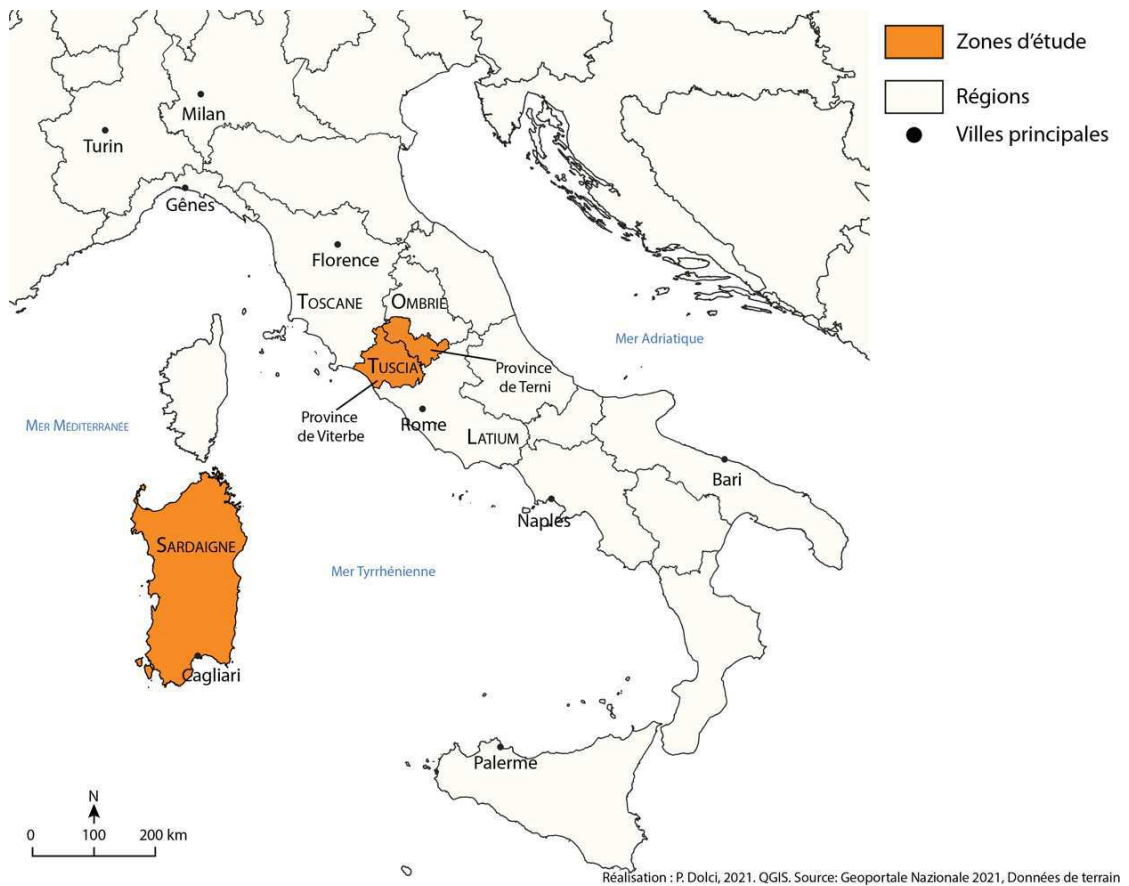 Zones d'étude
Régions
Villes principales
Milan
Turin
Gênes
Florence
TOSCANE
OMBRIE
Mer Adriatique
TUSCIA
Province
de Terni
Province
de Viterbe
Rome
LATIUM
MER MÉDITERRANÉE
Bari
Naples
SARDAIGNE
Mer Tyrrhénienne
Cagliari
Palerme
N
0 100 200 km
Réalisation : P. Dolci, 2021. QGIS. Source: Geoportale Nazionale 2021, Données de terrain